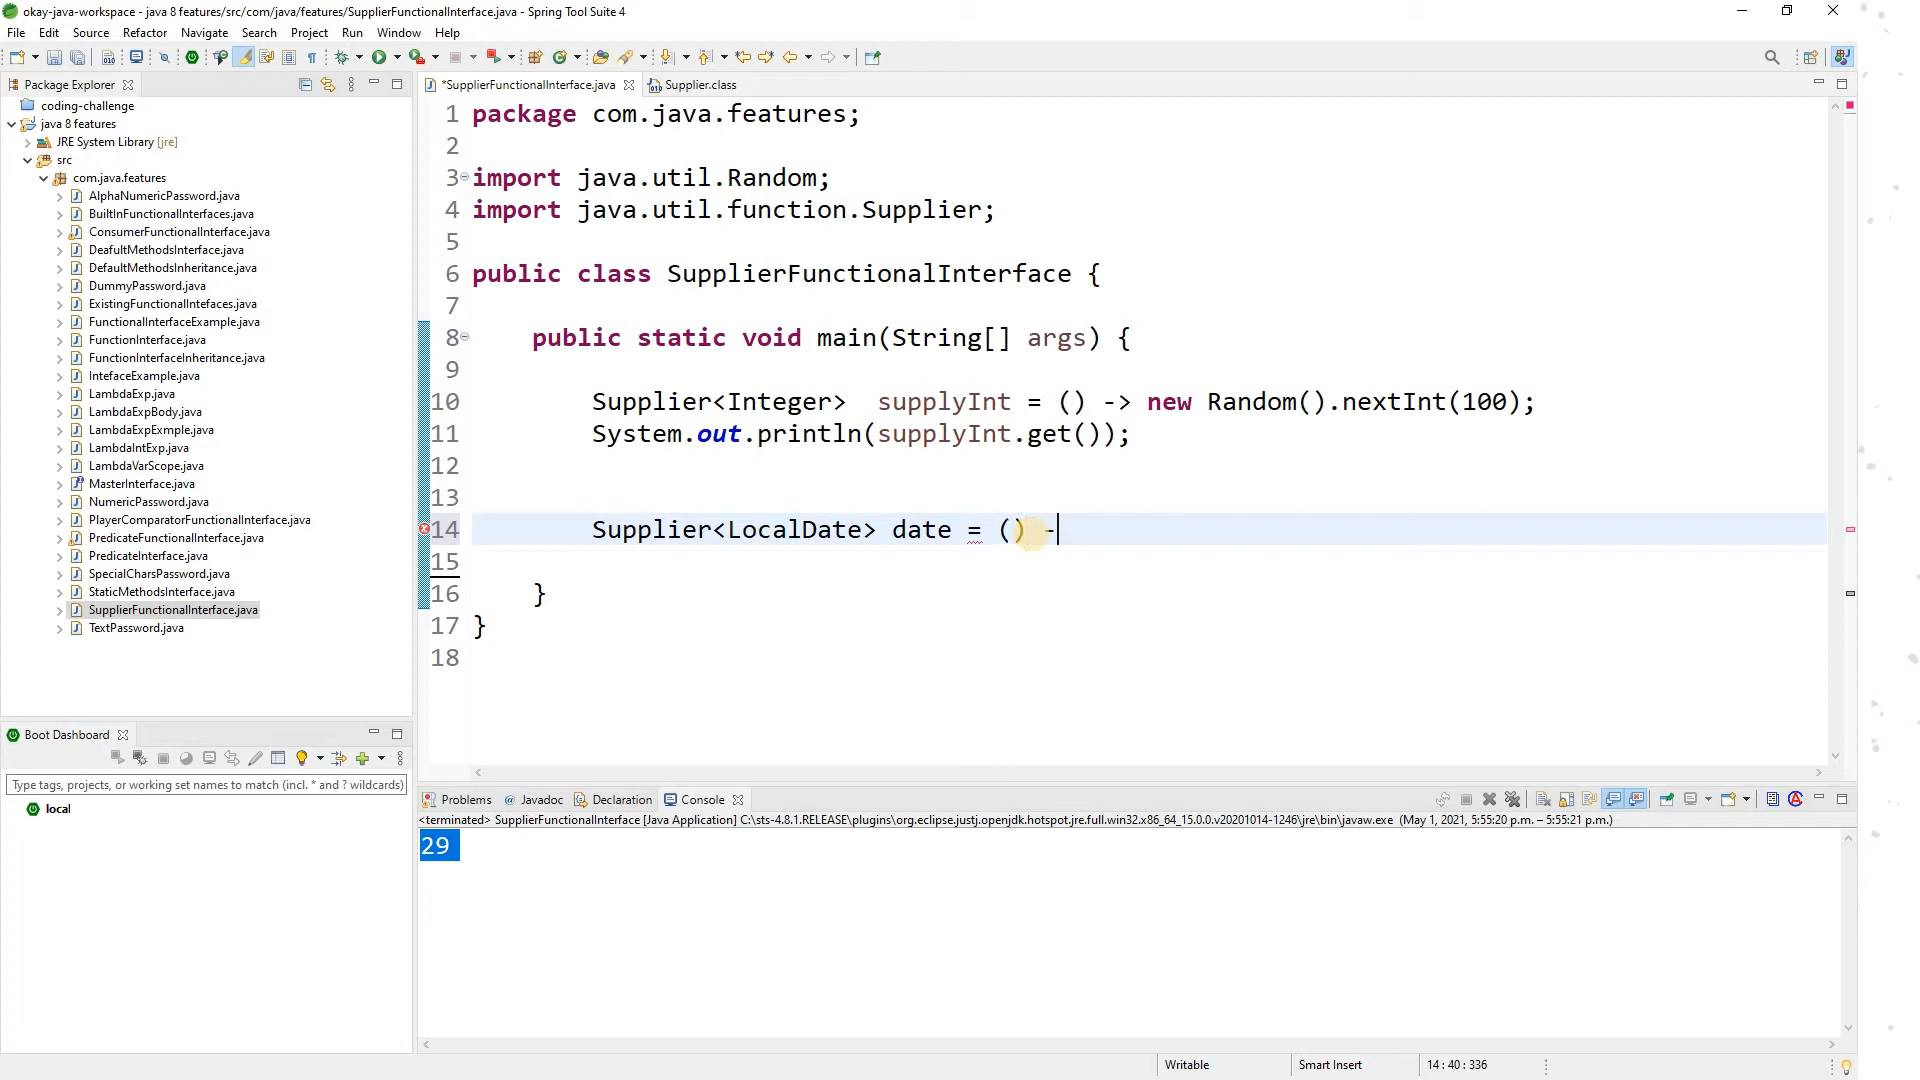 okay-java-workspace - java 8 features/src/com/java/features/SupplierFunctionalInterface.java - Spring Tool Suite 4
File Edit Source Refactor Navigate Search Project Run Window Help
Package Explorer
coding-challenge
java 8 features
JRE System Library [jre]
src
com.java.features
AlphaNumericPassword.java
BuiltInFunctionalInterfaces.java
ConsumerFunctionalInterface.java
DeafultMethodsInterface.java
DefaultMethodsInheritance.java
DummyPassword.java
ExistingFunctionalIntefaces.java
FunctionalInterfaceExample.java
FunctionInterface.java
FunctionInterfaceInheritance.java
IntefaceExample.java
LambdaExp.java
LambdaExpBody.java
LambdaExpExmple.java
LambdaIntExp.java
LambdaVarScope.java
MasterInterface.java
NumericPassword.java
PlayerComparatorFunctionalInterface.java
PredicateFunctionalInterface.java
PredicateInterface.java
SpecialCharsPassword.java
StaticMethodsInterface.java
SupplierFunctionalInterface.java
TextPassword.java
Boot Dashboard
Type tags, projects, or working set names to match (incl. * and ? wildcards)
local
*SupplierFunctionalInterface.java Supplier.class
1 package com.java.features;
2
3 import java.util.Random;
4 import java.util.function.Supplier;
5
6 public class SupplierFunctionalInterface {
7
8 public static void main(String[] args) {
9
10 Supplier<Integer>  supplyInt = () -> new Random().nextInt(100);
11 System.out.println(supplyInt.get());
12
13
14 Supplier<LocalDate> date = () -
15
16 }
17 }
18
Problems Javadoc Declaration Console
<terminated> SupplierFunctionalInterface [Java Application] C:\sts-4.8.1.RELEASE\plugins\org.eclipse.justj.openjdk.hotspot.jre.full.win32.x86_64_15.0.0.v20201014-1246\jre\bin\javaw.exe (May 1, 2021, 5:55:20 p.m. – 5:55:21 p.m.)
29
Writable Smart Insert 14 : 40 : 336